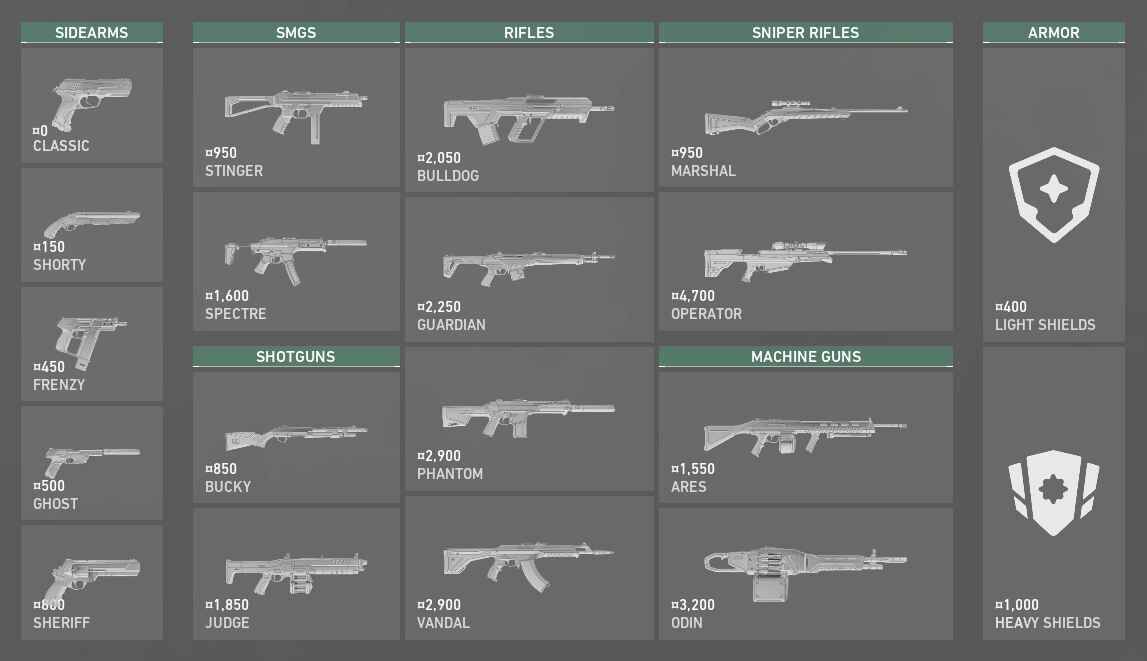 SIDEARMS
¤0
CLASSIC
¤150
SHORTY
¤450
FRENZY
¤500
GHOST
¤800
SHERIFF
SMGS
¤950
STINGER
¤1,600
SPECTRE
SHOTGUNS
¤850
BUCKY
¤1,850
JUDGE
RIFLES
¤2,050
BULLDOG
¤2,250
GUARDIAN
¤2,900
PHANTOM
¤2,900
VANDAL
SNIPER RIFLES
¤950
MARSHAL
¤4,700
OPERATOR
MACHINE GUNS
¤1,550
ARES
¤3,200
ODIN
ARMOR
¤400
LIGHT SHIELDS
¤1,000
HEAVY SHIELDS